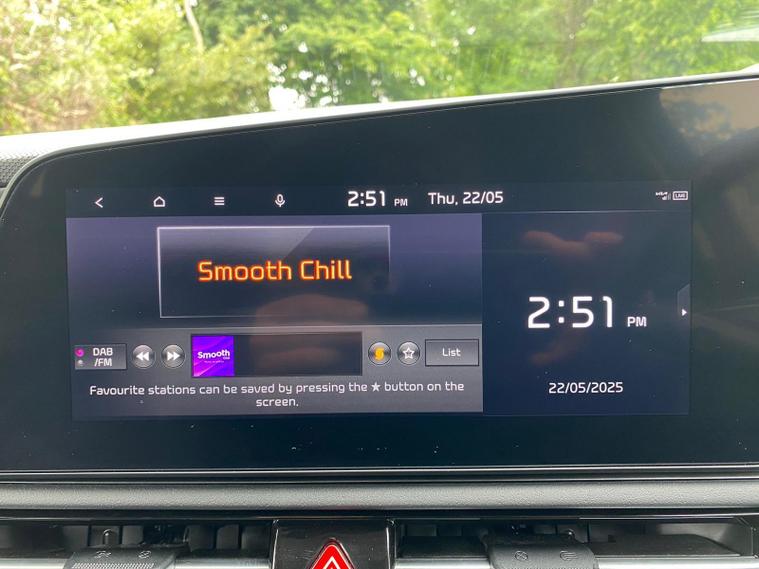 2:51 PM Thu, 22/05
LIVE
Smooth Chill
2:51 PM
DAB
/FM
Smooth
List
Favourite stations can be saved by pressing the ★ button on the
screen.
22/05/2025